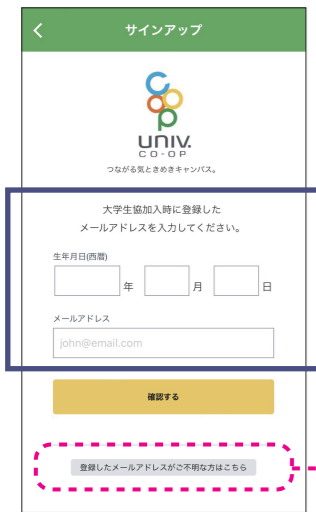 サインアップ
UNIV.
CO-OP
つながる気ときめきキャンパス。
大学生協加入時に登録した
メールアドレスを入力してください。
生年月日(西暦)
年 月 日
メールアドレス
john@email.com
確認する
登録したメールアドレスがご不明な方はこちら